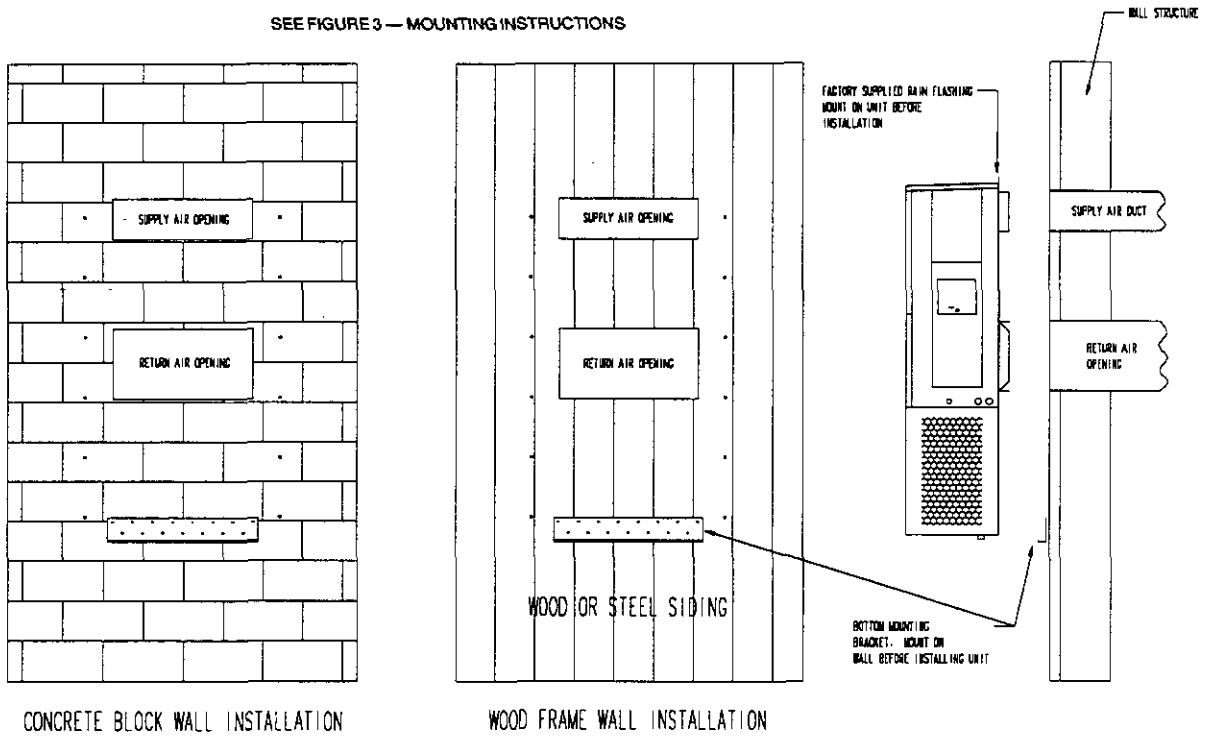 SEE FIGURE 3 — MOUNTING INSTRUCTIONS
WALL STRUCTURE
FACTORY SUPPLIED RAIN FLASHING
MOUNT ON UNIT BEFORE
INSTALLATION
SUPPLY AIR OPENING
SUPPLY AIR OPENING
SUPPLY AIR DUCT
RETURN AIR OPENING
RETURN AIR OPENING
RETURN AIR
OPENING
WOOD OR STEEL SIDING
BOTTOM MOUNTING
BRACKET. MOUNT ON
WALL BEFORE INSTALLING UNIT
CONCRETE BLOCK WALL INSTALLATION
WOOD FRAME WALL INSTALLATION